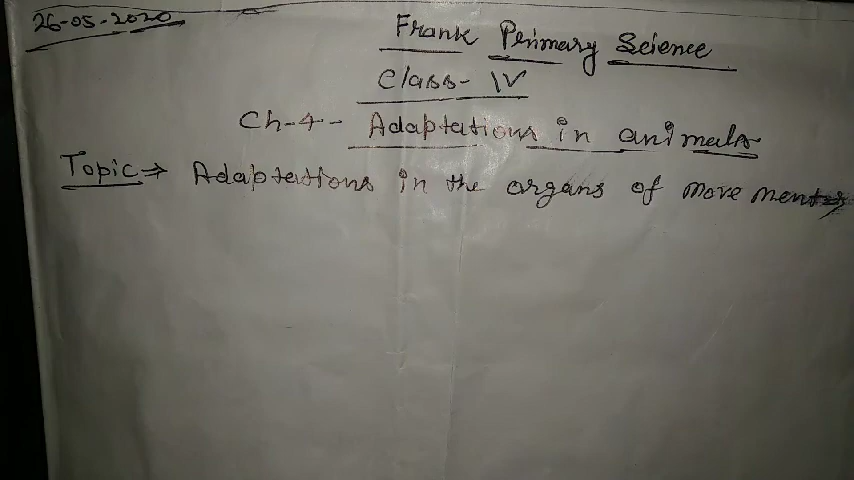 26-05-2020
Frank Primary Science
Class- IV
Ch-4- Adaptations in animals
Topic⇒ Adaptations in the organs of movement